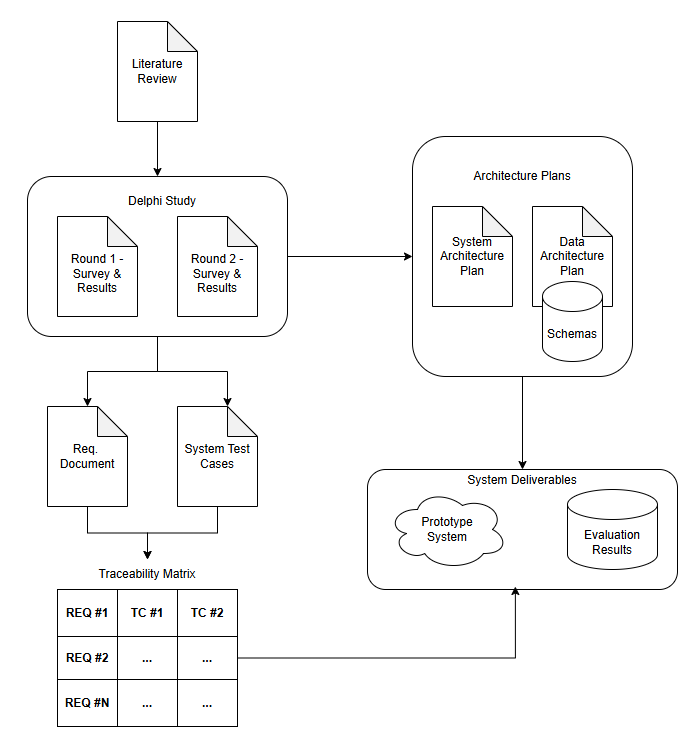 Literature
Review
Delphi Study
Round 1 -
Survey &
Results
Round 2 -
Survey &
Results
Architecture Plans
System
Architecture
Plan
Data
Architecture
Plan
Schemas
Req.
Document
System Test
Cases
System Deliverables
Prototype
System
Evaluation
Results
Traceability Matrix
REQ #1 TC #1 TC #2
REQ #2 ... ...
REQ #N ... ...